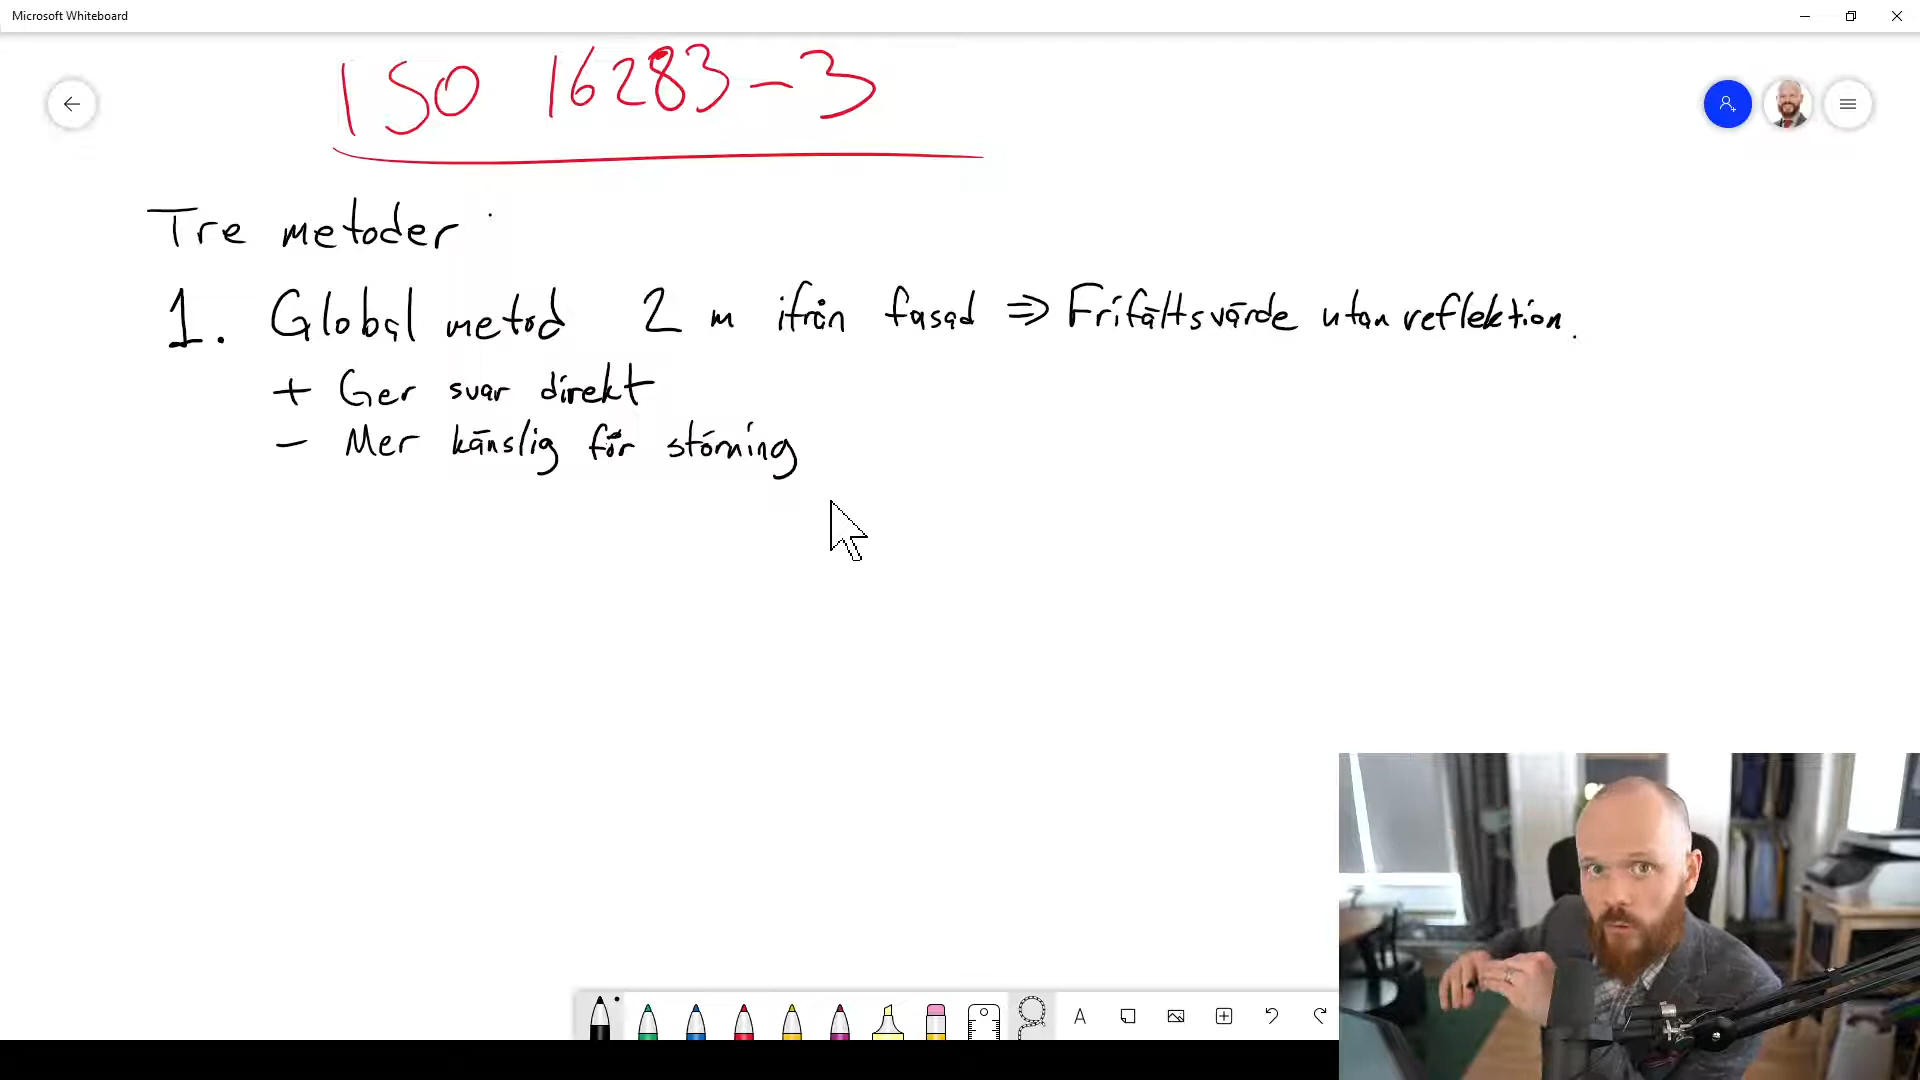 Microsoft Whiteboard
ISO 16283-3
Tre metoder
1. Global metod 2 m ifrån fasad ⇒ Frifältsvärde utan reflektion.
+ Ger svar direkt
- Mer känslig för störning
A